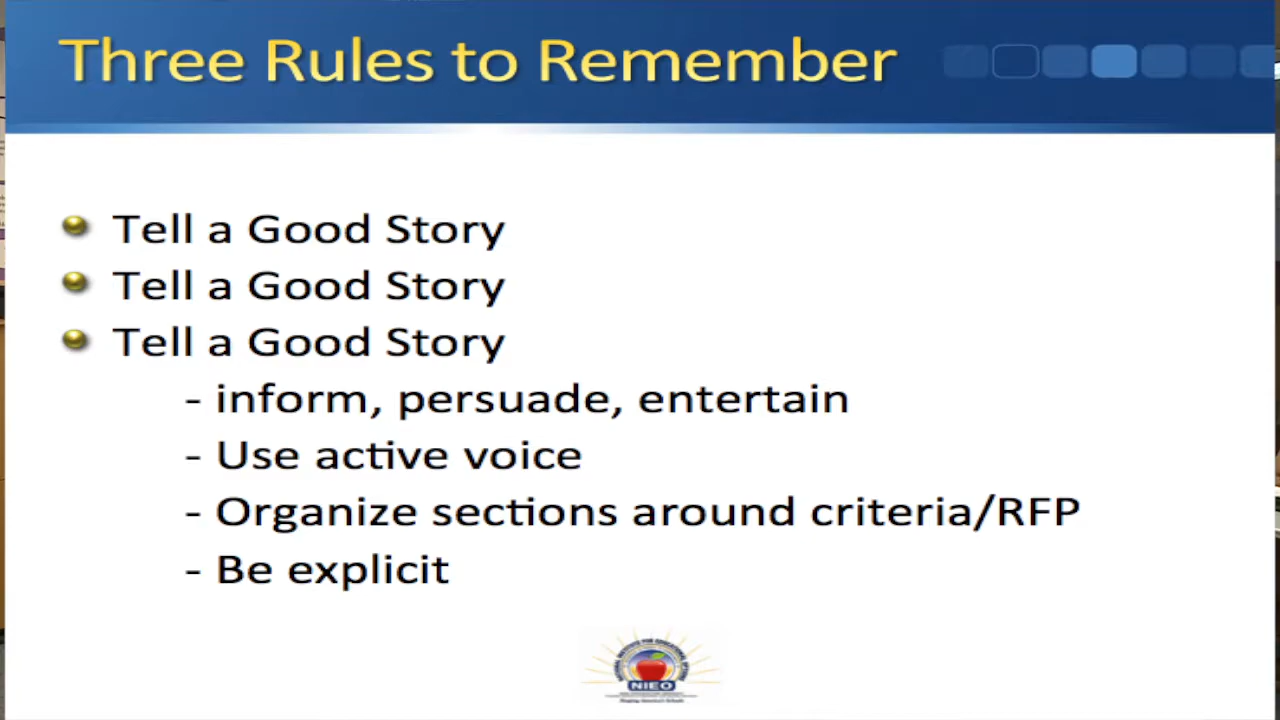 Three Rules to Remember
Tell a Good Story
Tell a Good Story
Tell a Good Story
- inform, persuade, entertain
- Use active voice
- Organize sections around criteria/RFP
- Be explicit
NIEO